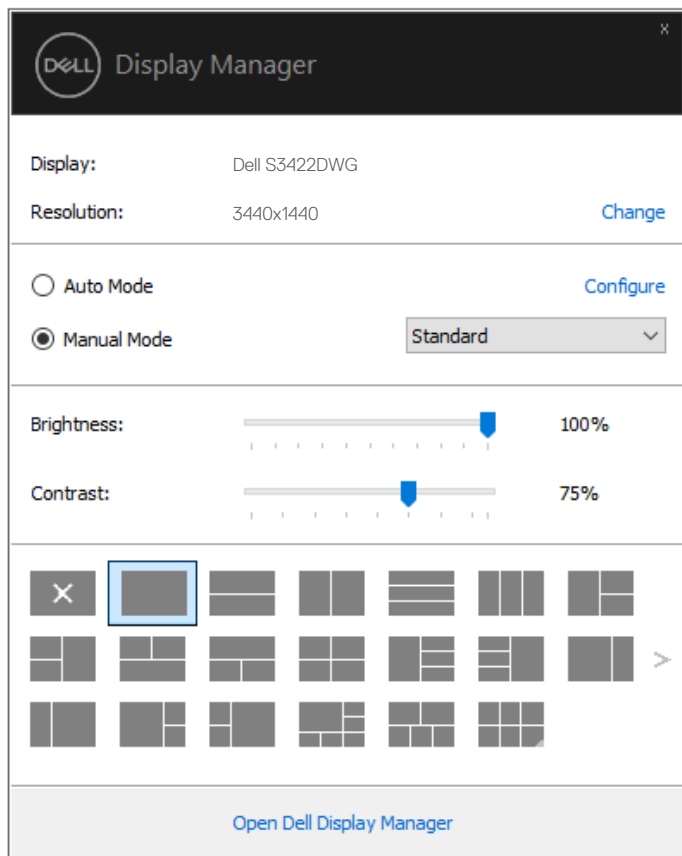 x
DELL Display Manager
Display: Dell S3422DWG
Resolution: 3440x1440 Change
Auto Mode Configure
Manual Mode Standard
Brightness: 100%
Contrast: 75%
Open Dell Display Manager